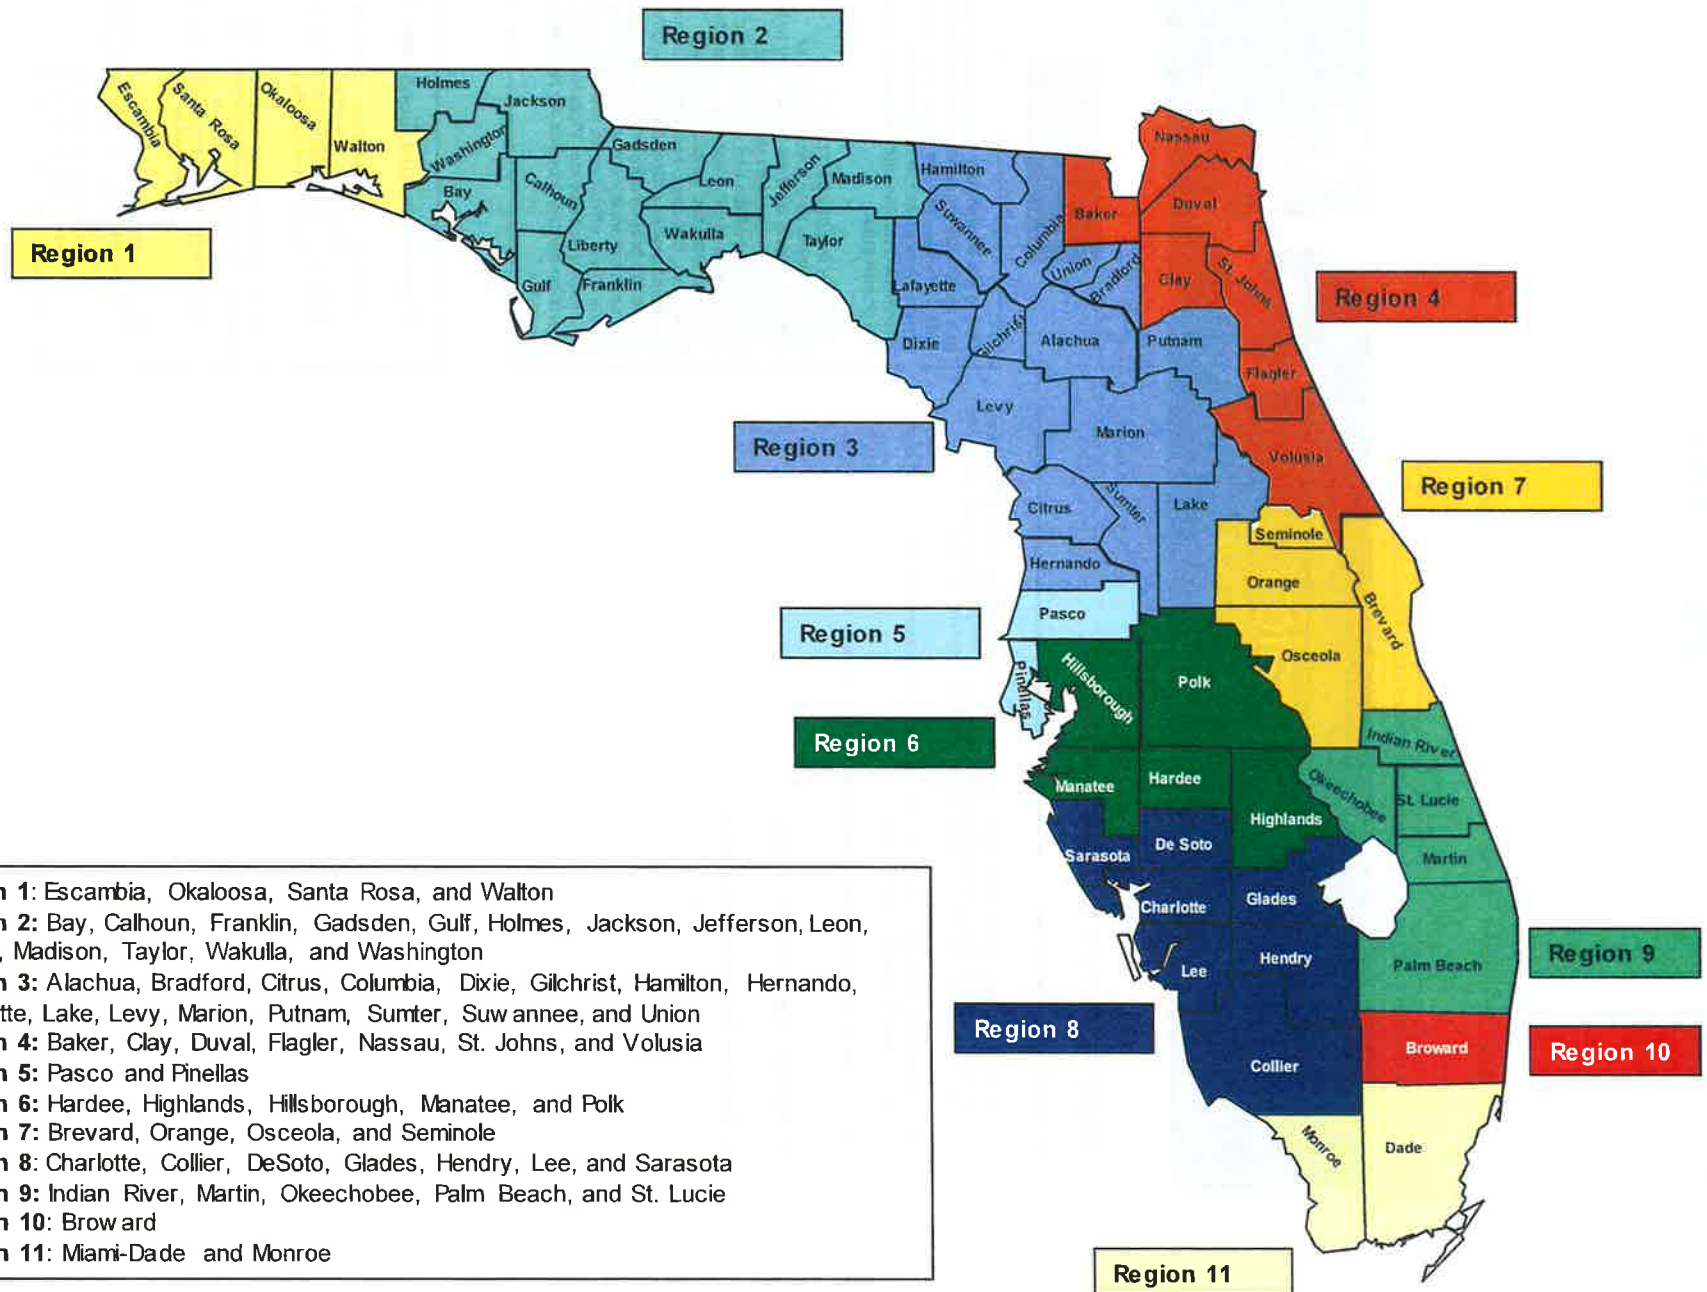 Region 2
Holmes
Jackson
Escambia
Santa Rosa
Okaloosa
Walton
Washington
Gadsden
Leon
Jefferson
Madison
Hamilton
Nassau
Bay
Calhoun
Liberty
Wakulla
Taylor
Suwannee
Columbia
Baker
Duval
Region 1
Gulf
Franklin
Lafayette
Union
Bradford
Clay
St. Johns
Region 4
Dixie
Gilchrist
Alachua
Putnam
Flagler
Levy
Marion
Region 3
Volusia
Region 7
Citrus
Sumter
Lake
Seminole
Hernando
Orange
Brevard
Pasco
Region 5
Osceola
Pinellas
Hillsborough
Polk
Region 6
Indian River
Manatee
Hardee
Okeechobee
St. Lucie
Highlands
Sarasota
De Soto
Martin
Charlotte
Glades
Lee
Hendry
Palm Beach
Region 9
Region 8
Collier
Broward
Region 10
Monroe
Dade
Region 11
n 1: Escambia, Okaloosa, Santa Rosa, and Walton
n 2: Bay, Calhoun, Franklin, Gadsden, Gulf, Holmes, Jackson, Jefferson, Leon,
, Madison, Taylor, Wakulla, and Washington
n 3: Alachua, Bradford, Citrus, Columbia, Dixie, Gilchrist, Hamilton, Hernando,
tte, Lake, Levy, Marion, Putnam, Sumter, Suwannee, and Union
n 4: Baker, Clay, Duval, Flagler, Nassau, St. Johns, and Volusia
n 5: Pasco and Pinellas
n 6: Hardee, Highlands, Hillsborough, Manatee, and Polk
n 7: Brevard, Orange, Osceola, and Seminole
n 8: Charlotte, Collier, DeSoto, Glades, Hendry, Lee, and Sarasota
n 9: Indian River, Martin, Okeechobee, Palm Beach, and St. Lucie
n 10: Broward
n 11: Miami-Dade and Monroe